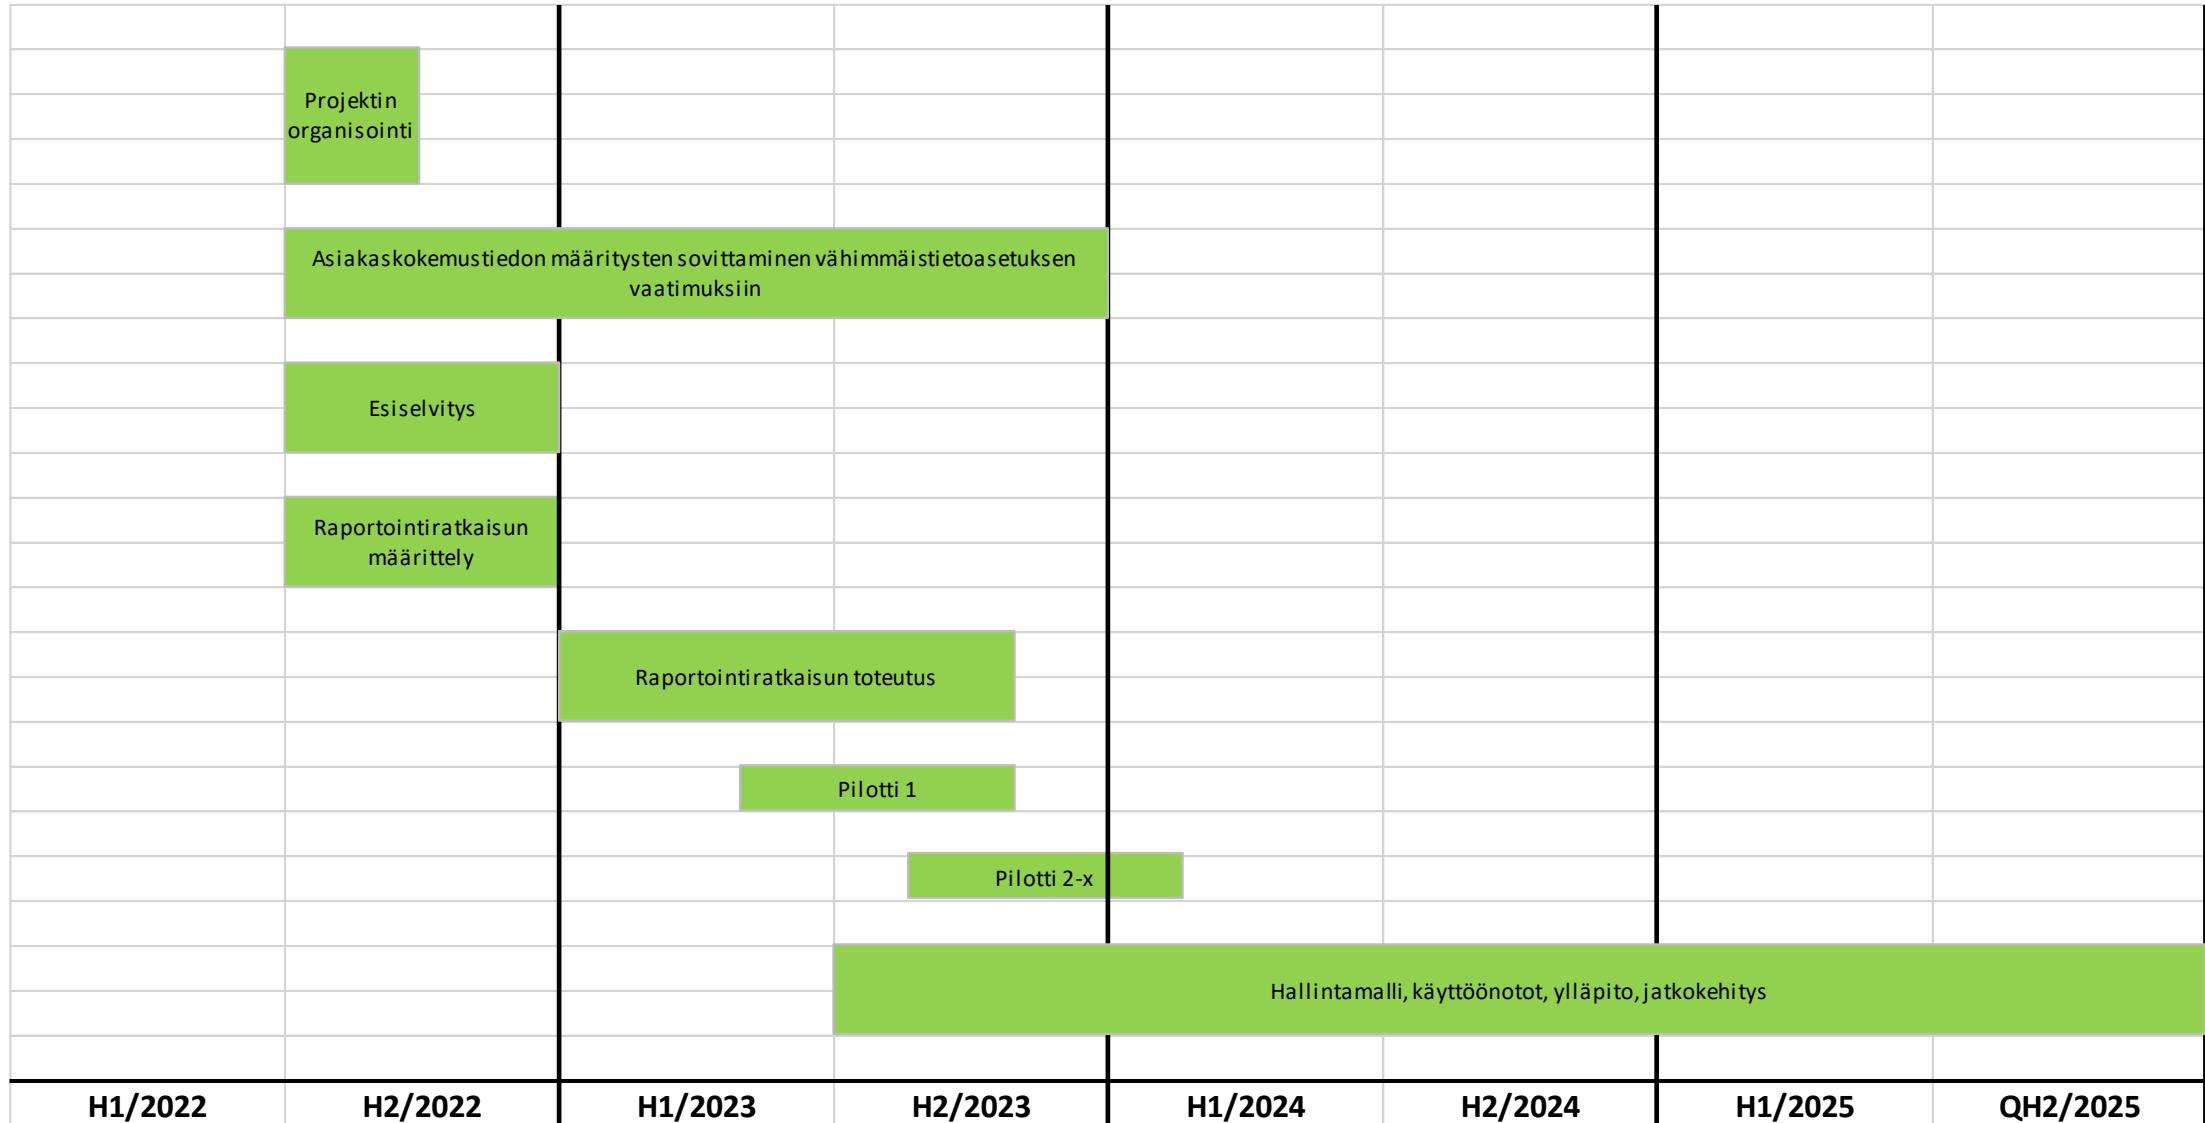 Projektin
organisointi
Asiakaskokemustiedon määritysten sovittaminen vähimmäistietoasetuksen
vaatimuksiin
Esiselvitys
Raportointiratkaisun
määrittely
Raportointiratkaisun toteutus
Pilotti 1
Pilotti 2-x
Hallintamalli, käyttöönotot, ylläpito, jatkokehitys
H1/2022 H2/2022 H1/2023 H2/2023 H1/2024 H2/2024 H1/2025 QH2/2025